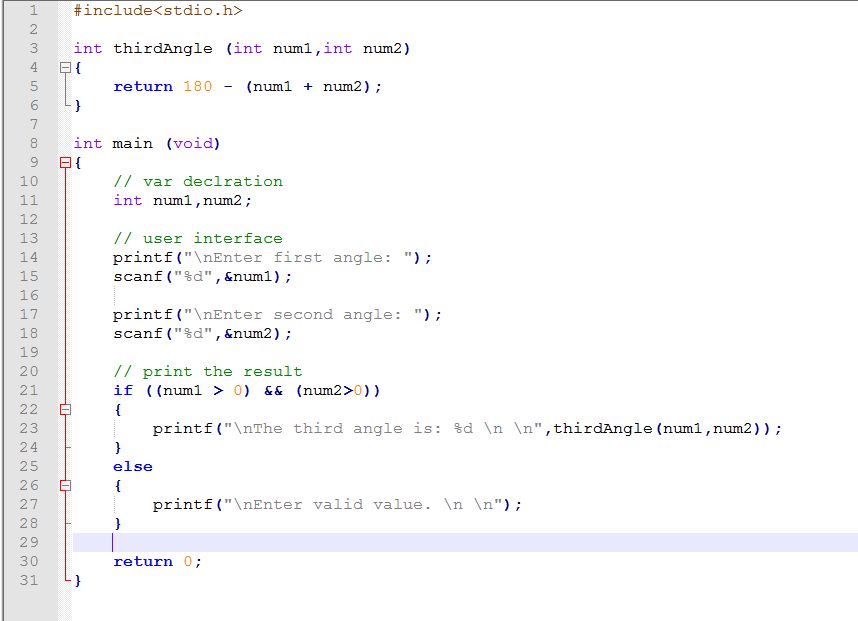 1 #include<stdio.h>
2
3 int thirdAngle (int num1,int num2)
4 {
5 return 180 - (num1 + num2);
6 }
7
8 int main (void)
9 {
10 // var declration
11 int num1,num2;
12
13 // user interface
14 printf("\nEnter first angle: ");
15 scanf("%d",&num1);
16
17 printf("\nEnter second angle: ");
18 scanf("%d",&num2);
19
20 // print the result
21 if ((num1 > 0) && (num2>0))
22 {
23 printf("\nThe third angle is: %d \n \n",thirdAngle(num1,num2));
24 }
25 else
26 {
27 printf("\nEnter valid value. \n \n");
28 }
29
30 return 0;
31 }